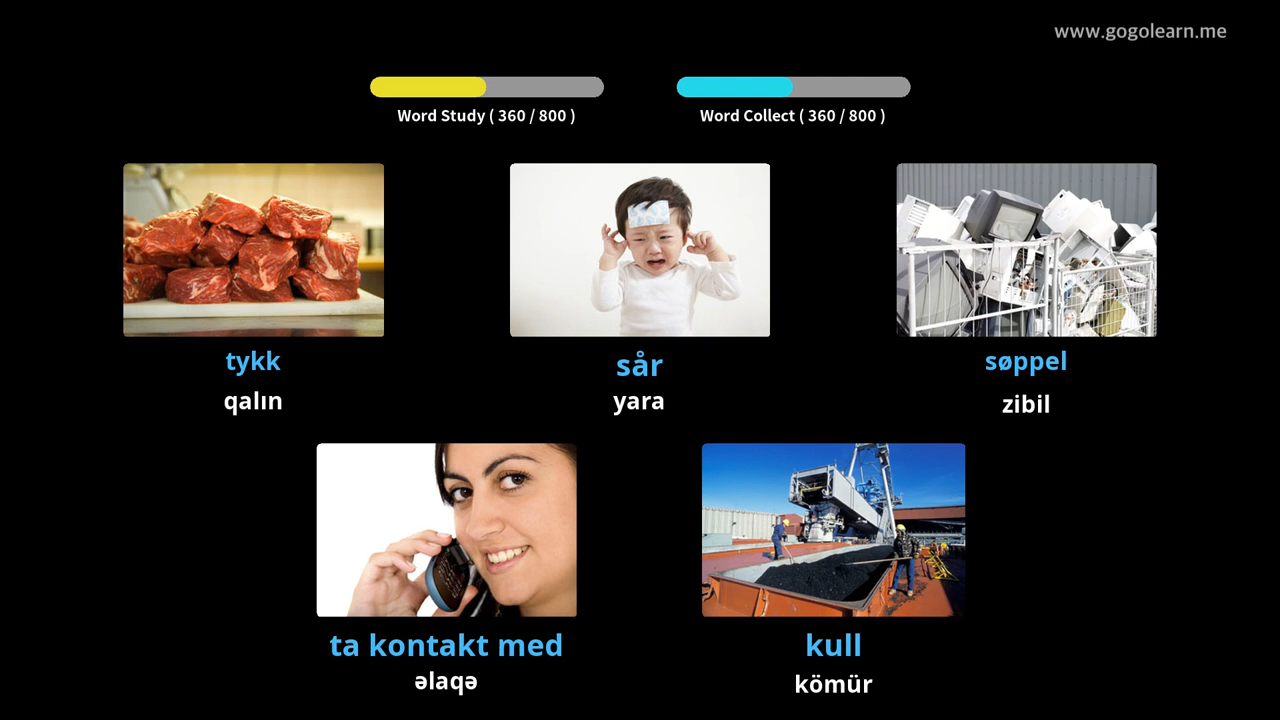 www.gogolearn.me
Word Study ( 360 / 800 )
Word Collect ( 360 / 800 )
tykk
qalın
sår
yara
søppel
zibil
ta kontakt med
əlaqə
kull
kömür